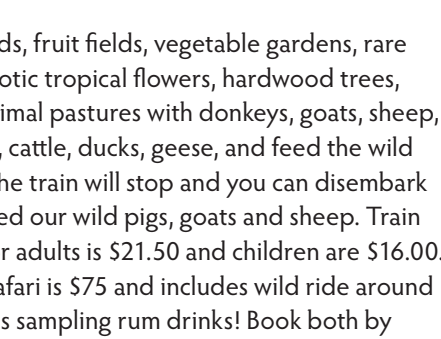 ds, fruit fields, vegetable gardens, rare
otic tropical flowers, hardwood trees,
imal pastures with donkeys, goats, sheep,
, cattle, ducks, geese, and feed the wild
he train will stop and you can disembark
ed our wild pigs, goats and sheep. Train
r adults is $21.50 and children are $16.00.
afari is $75 and includes wild ride around
s sampling rum drinks! Book both by